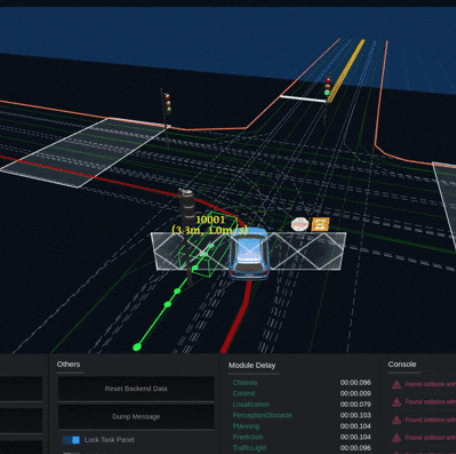 10001
(3.3m, 1.0m/s)
Others
Reset Backend Data
Dump Message
Lock Task Panel
Module Delay
Chassis 00:00.096
Control 00:00.009
Localization 00:00.079
PerceptionObstacle 00:00.103
Planning 00:00.104
Prediction 00:00.104
TrafficLight 00:00.096
Console
Found collision with
Found collision with
Found collision with
Found collision with